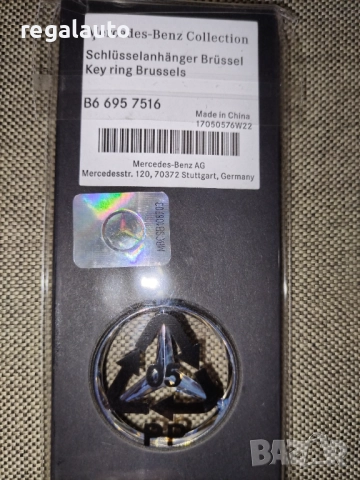 regalauto
Mercedes-Benz Collection
Schlüsselanhänger Brüssel
Key ring Brussels
B6 695 7516
Made in China
17050576W22
Mercedes-Benz AG
Mercedesstr. 120, 70372 Stuttgart, Germany
PP
BAZAR